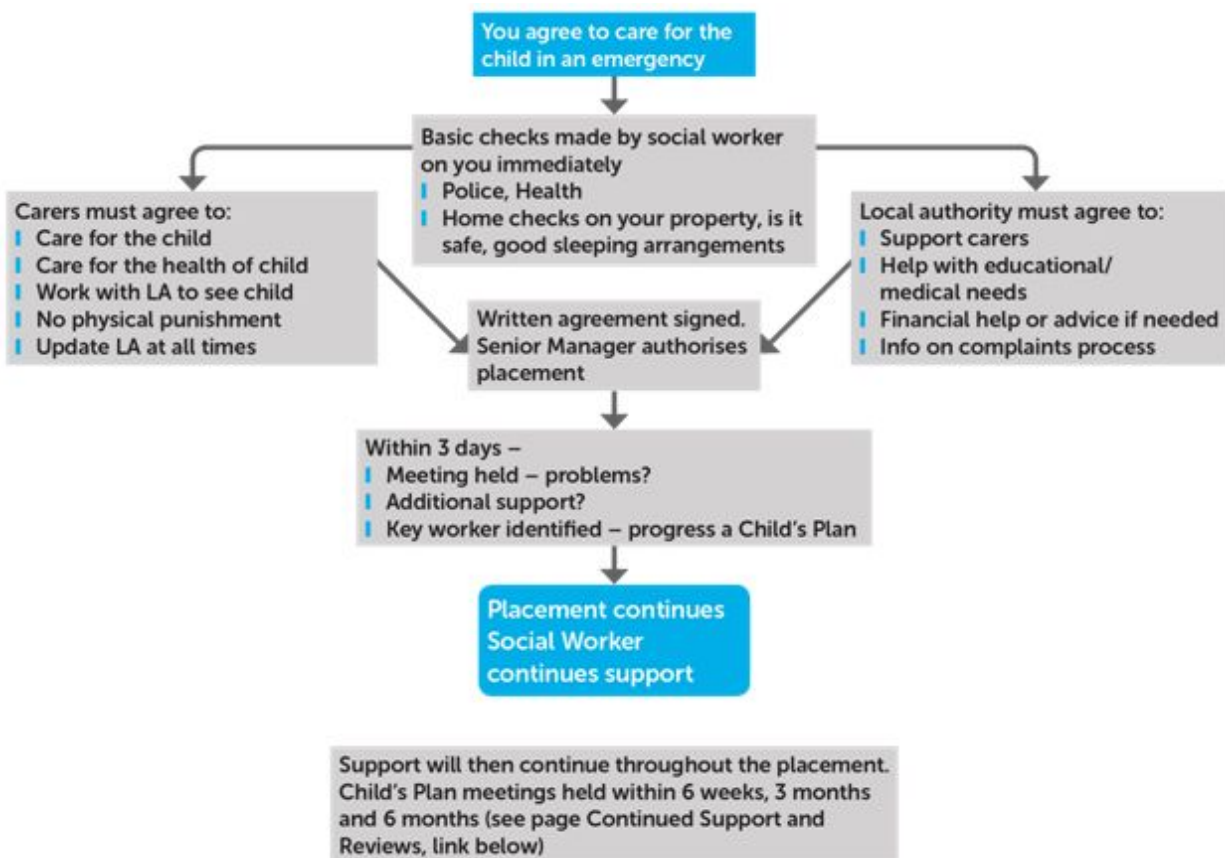 You agree to care for the
child in an emergency
Basic checks made by social worker
on you immediately
Police, Health
Home checks on your property, is it
safe, good sleeping arrangements
Carers must agree to:
Care for the child
Care for the health of child
Work with LA to see child
No physical punishment
Update LA at all times
Local authority must agree to:
Support carers
Help with educational/
medical needs
Financial help or advice if needed
Info on complaints process
Written agreement signed.
Senior Manager authorises
placement
Within 3 days –
Meeting held – problems?
Additional support?
Key worker identified – progress a Child’s Plan
Placement continues
Social Worker
continues support
Support will then continue throughout the placement.
Child’s Plan meetings held within 6 weeks, 3 months
and 6 months (see page Continued Support and
Reviews, link below)